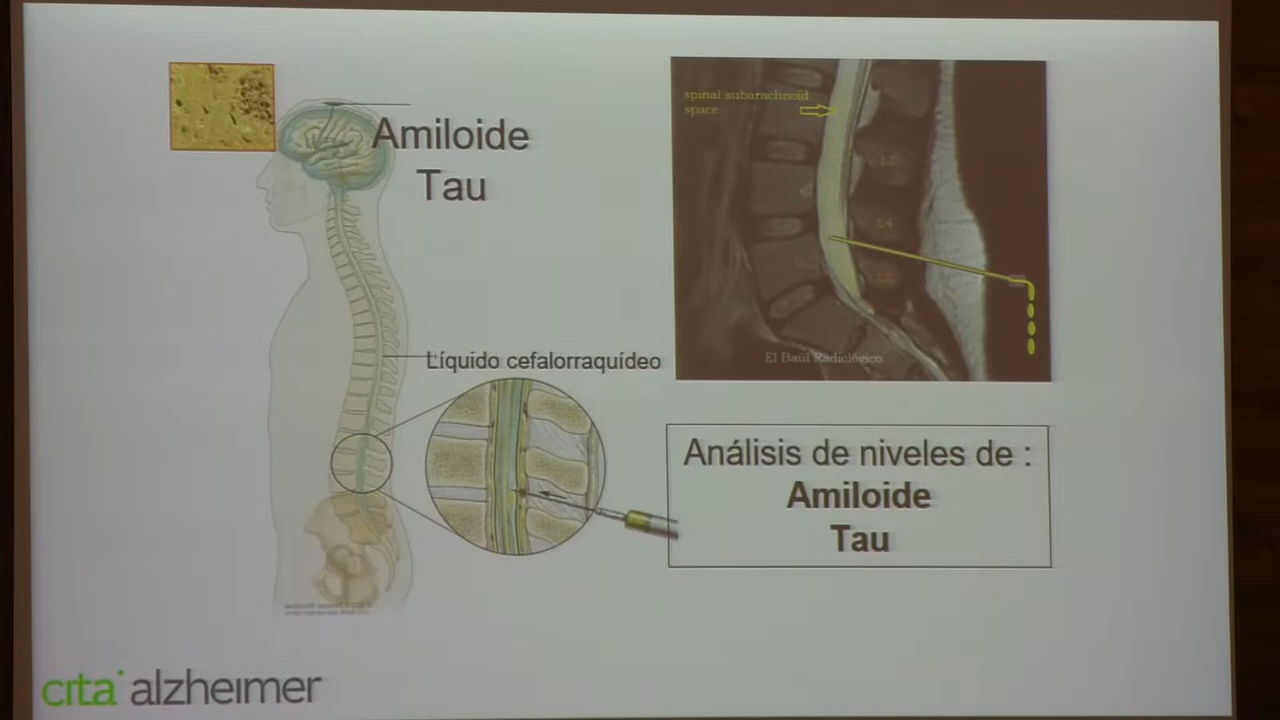 Amiloide
Tau
Líquido cefalorraquídeo
spinal subarachnoid
space
L3
L4
L5
El Baúl Radiológico
Análisis de niveles de :
Amiloide
Tau
cita alzheimer